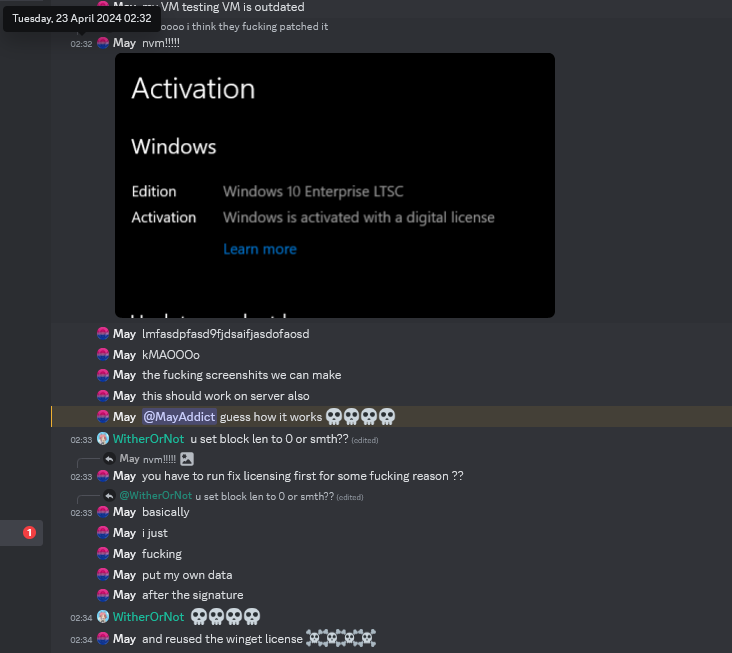 my VM testing VM is outdated
Tuesday, 23 April 2024 02:32
oooo i think they fucking patched it
02:32 May nvm!!!!!
Activation
Windows
Edition Windows 10 Enterprise LTSC
Activation Windows is activated with a digital license
Learn more
May lmfasdpfasd9fjdsaifjasdofaosd
May kMAOOOo
May the fucking screenshits we can make
May this should work on server also
May @MayAddict guess how it works 💀💀💀💀
02:33 WitherOrNot u set block len to 0 or smth?? (edited)
May nvm!!!!!
02:33 May you have to run fix licensing first for some fucking reason ??
@WitherOrNot u set block len to 0 or smth?? (edited)
02:33 May basically
May i just
May fucking
May put my own data
May after the signature
1
02:34 WitherOrNot 💀💀💀💀
02:34 May and reused the winget license ☠️☠️☠️☠️